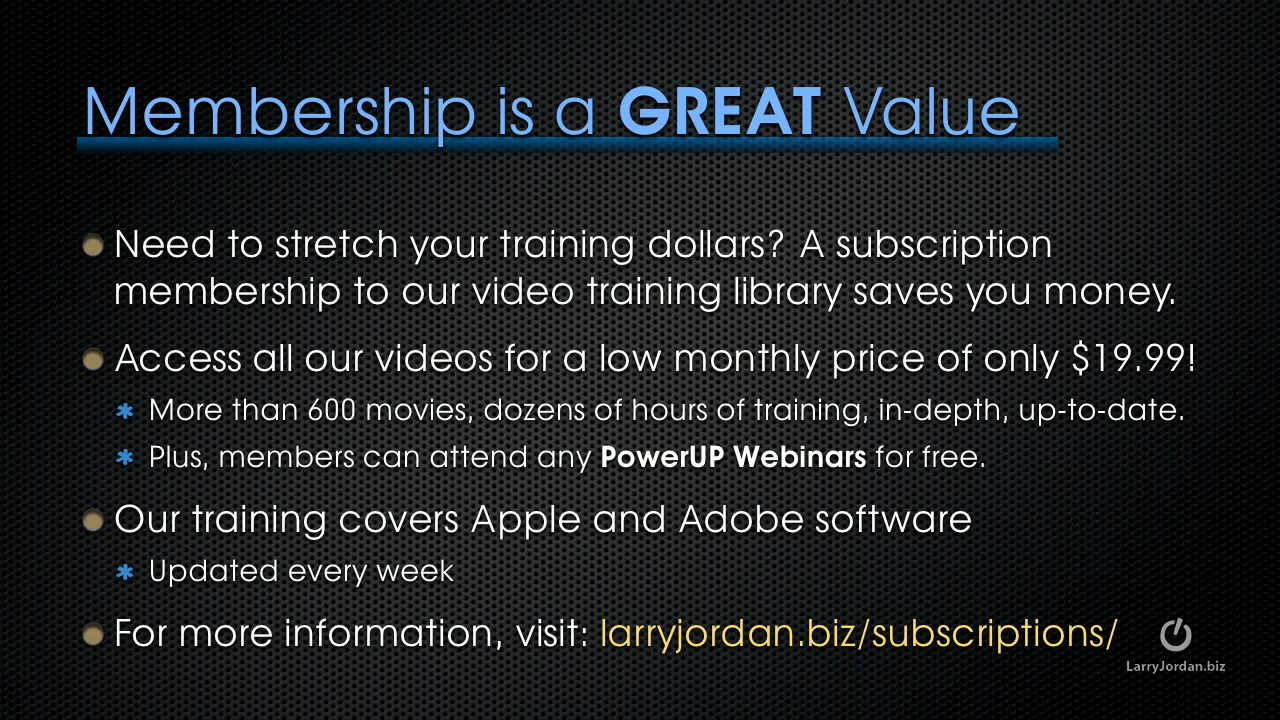 Membership is a GREAT Value
Need to stretch your training dollars? A subscription
membership to our video training library saves you money.
Access all our videos for a low monthly price of only $19.99!
More than 600 movies, dozens of hours of training, in-depth, up-to-date.
Plus, members can attend any PowerUP Webinars for free.
Our training covers Apple and Adobe software
Updated every week
For more information, visit: larryjordan.biz/subscriptions/
LarryJordan.biz